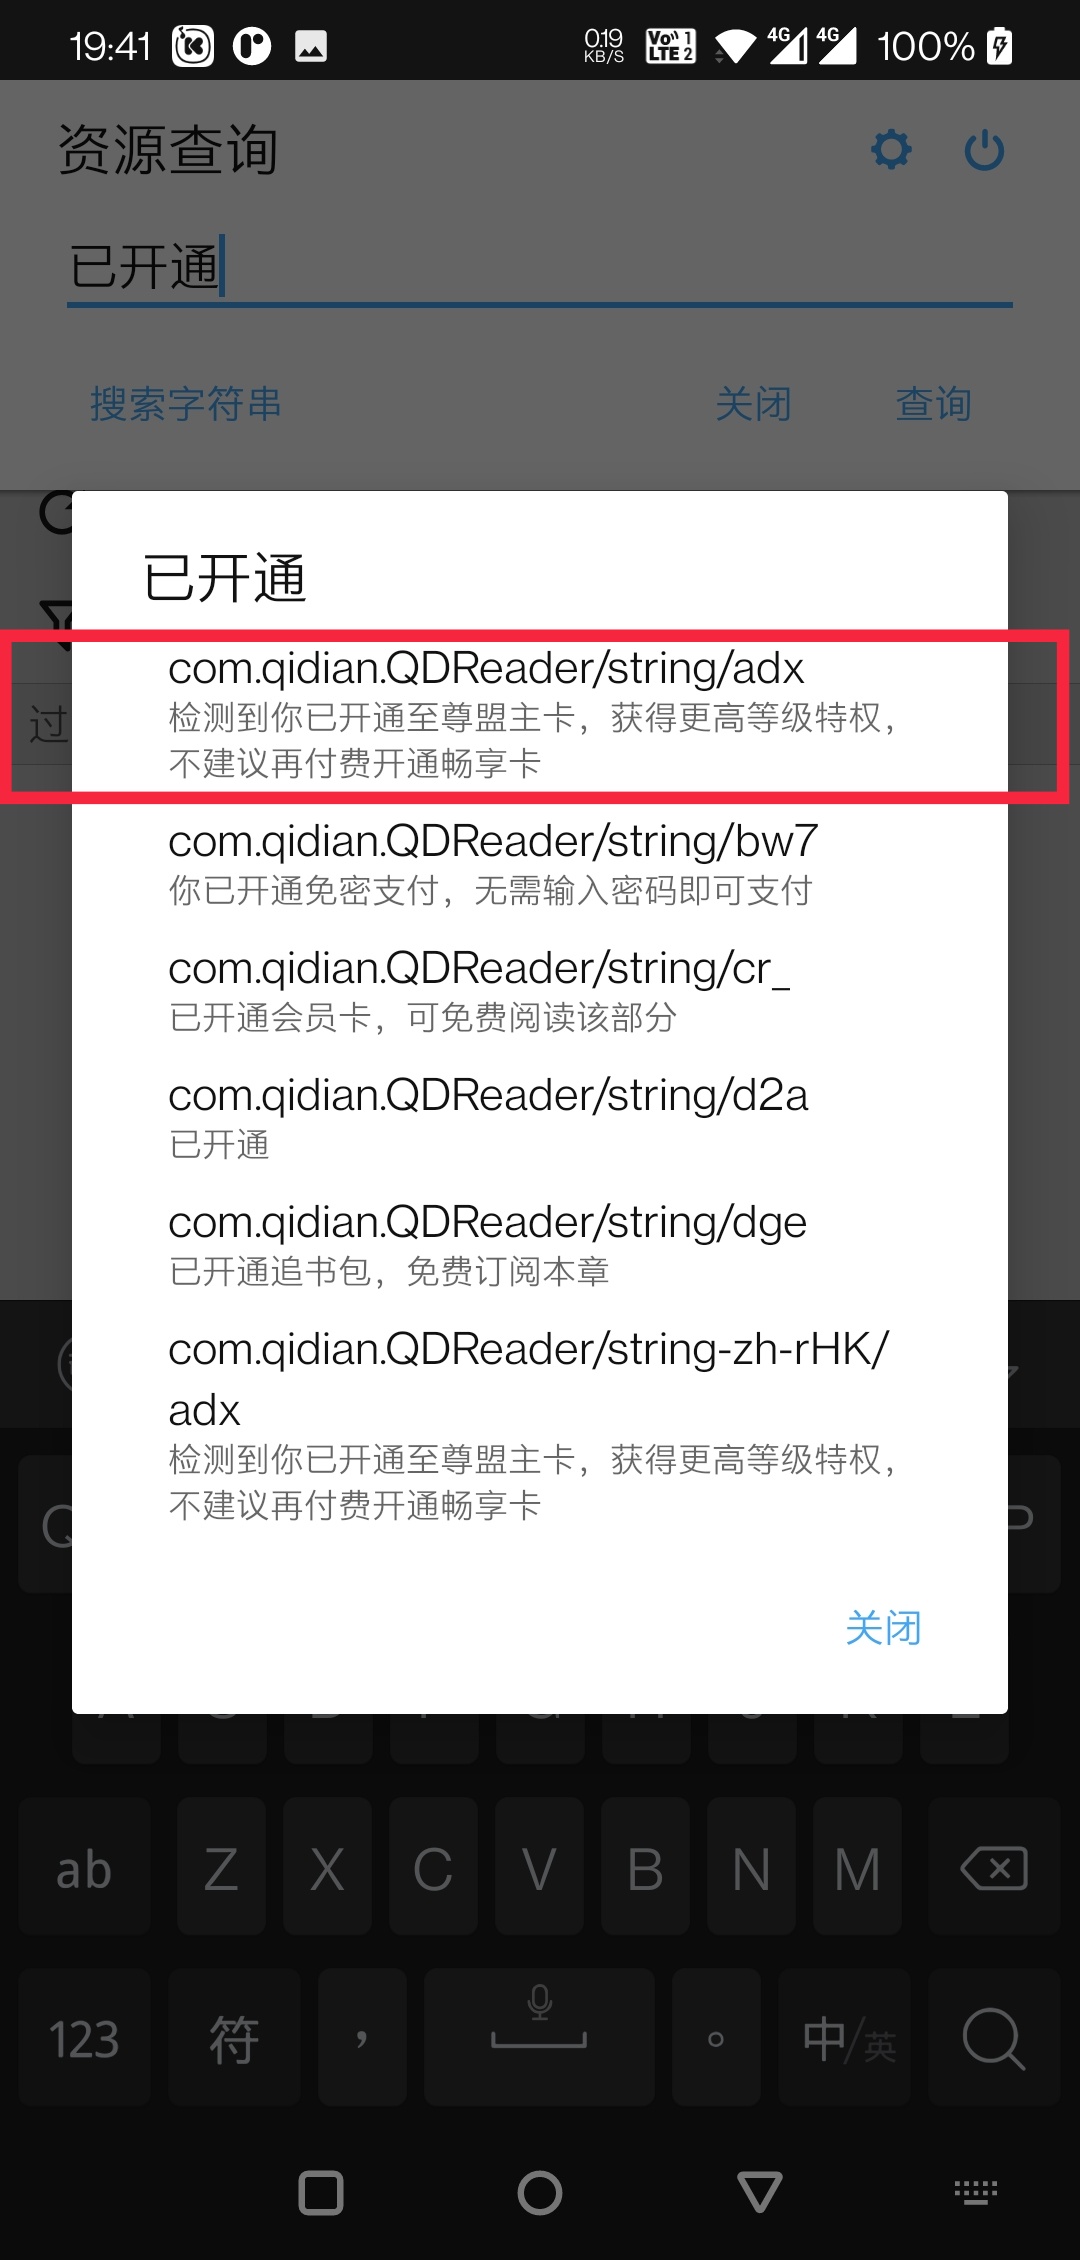 19:41
0.19
KB/S
Vo 1
LTE 2
4G
4G
100%
资源查询
已开通
搜索字符串
关闭
查询
已开通
com.qidian.QDReader/string/adx
检测到你已开通至尊盟主卡，获得更高等级特权，
不建议再付费开通畅享卡
过
com.qidian.QDReader/string/bw7
你已开通免密支付，无需输入密码即可支付
com.qidian.QDReader/string/cr_
已开通会员卡，可免费阅读该部分
com.qidian.QDReader/string/d2a
已开通
com.qidian.QDReader/string/dge
已开通追书包，免费订阅本章
com.qidian.QDReader/string-zh-rHK/
adx
检测到你已开通至尊盟主卡，获得更高等级特权，
不建议再付费开通畅享卡
关闭
ab
Z
X
C
V
B
N
M
123
符
，
。
中/英